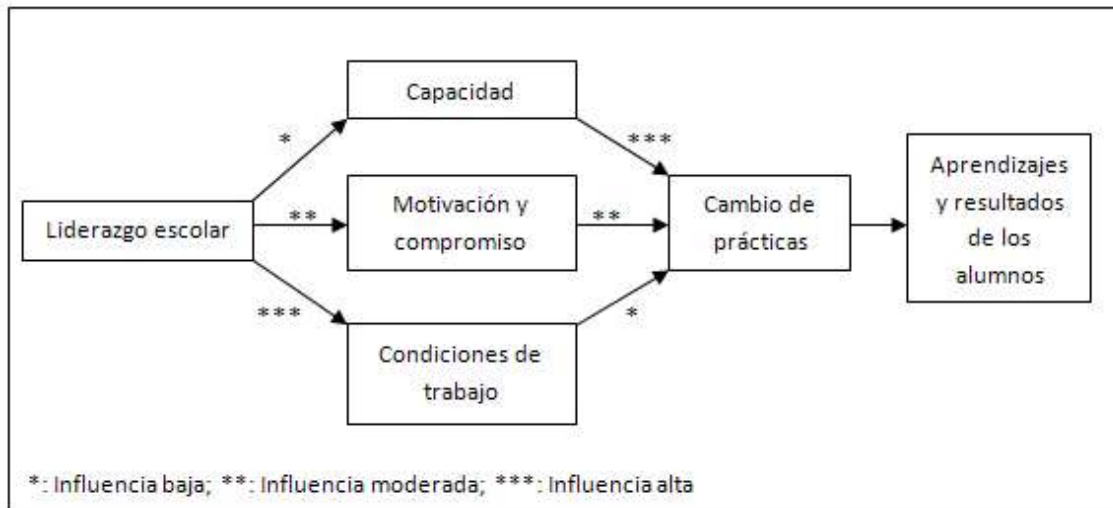 Capacidad
*
***
Liderazgo escolar
**
Motivación y
compromiso
**
Cambio de
prácticas
Aprendizajes
y resultados
de los
alumnos
***
Condiciones de
trabajo
*
*: Influencia baja; **: Influencia moderada; ***: Influencia alta